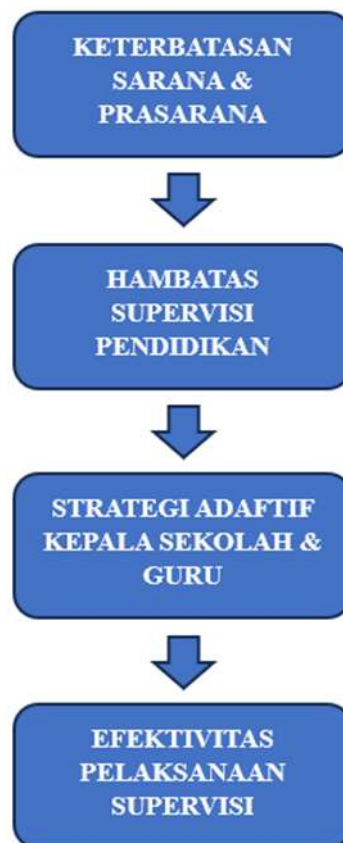 KETERBATASAN
SARANA &
PRASARANA
HAMBATAS
SUPERVISI
PENDIDIKAN
STRATEGI ADAFTIF
KEPALA SEKOLAH &
GURU
EFEKTIVITAS
PELAKSANAAN
SUPERVISI